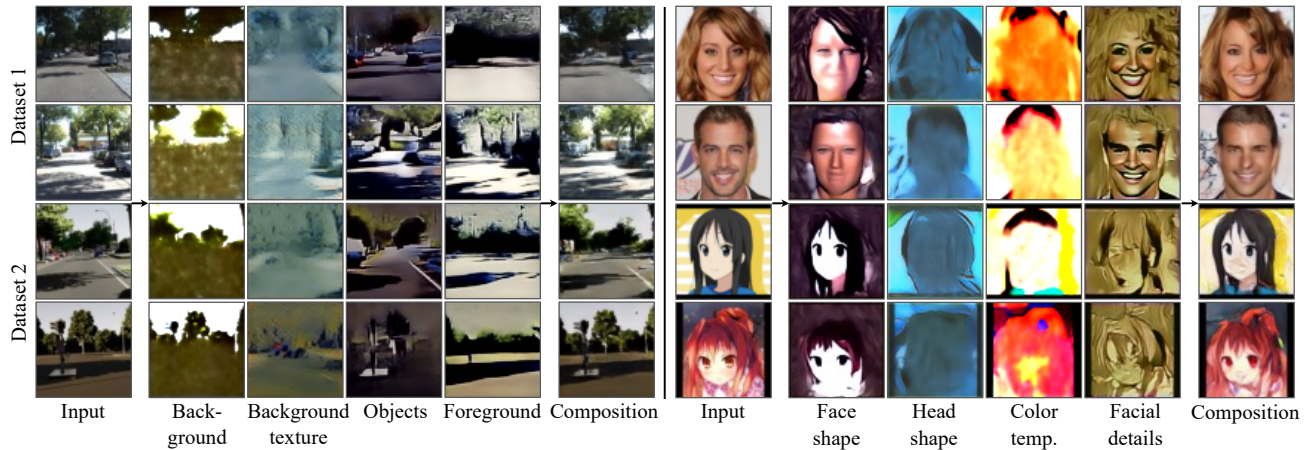 Dataset 1
Dataset 2
Input
Back-
ground
Background
texture
Objects
Foreground
Composition
Input
Face
shape
Head
shape
Color
temp.
Facial
details
Composition